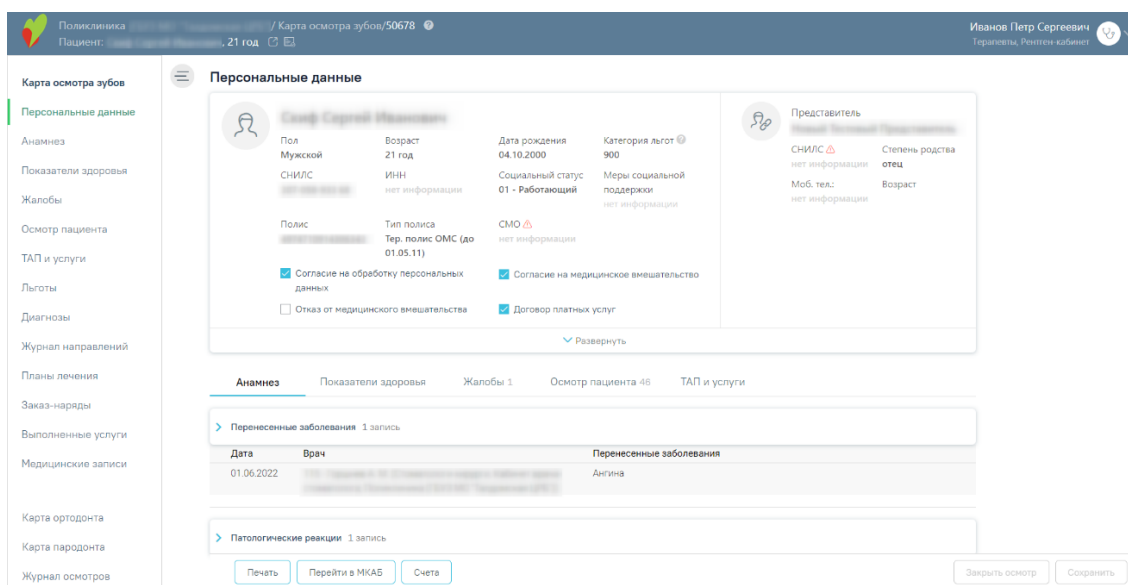 Поликлиника / Карта осмотра зубов/50678
Пациент: , 21 год
Иванов Петр Сергеевич
Терапевты, Рентген-кабинет
Карта осмотра зубов
Персональные данные
Анамнез
Показатели здоровья
Жалобы
Осмотр пациента
ТАП и услуги
Льготы
Диагнозы
Журнал направлений
Планы лечения
Заказ-наряды
Выполненные услуги
Медицинские записи
Карта ортодонта
Карта пародонта
Журнал осмотров
Персональные данные
Пол Возраст Дата рождения Категория льгот
Мужской 21 год 04.10.2000 900
СНИЛС ИНН Социальный статус Меры социальной
нет информации 01 - Работающий поддержки
нет информации
Полис Тип полиса СМО
Тер. полис ОМС (до нет информации
01.05.11)
Согласие на обработку персональных Согласие на медицинское вмешательство
данных
Отказ от медицинского вмешательства Договор платных услуг
Представитель
СНИЛС Степень родства
нет информации отец
Моб. тел.: Возраст
нет информации
Развернуть
Анамнез Показатели здоровья Жалобы 1 Осмотр пациента 46 ТАП и услуги
Перенесенные заболевания 1 запись
Дата Врач Перенесенные заболевания
01.06.2022 Ангина
Патологические реакции 1 запись
Печать Перейти в МКАБ Счета Закрыть осмотр Сохранить